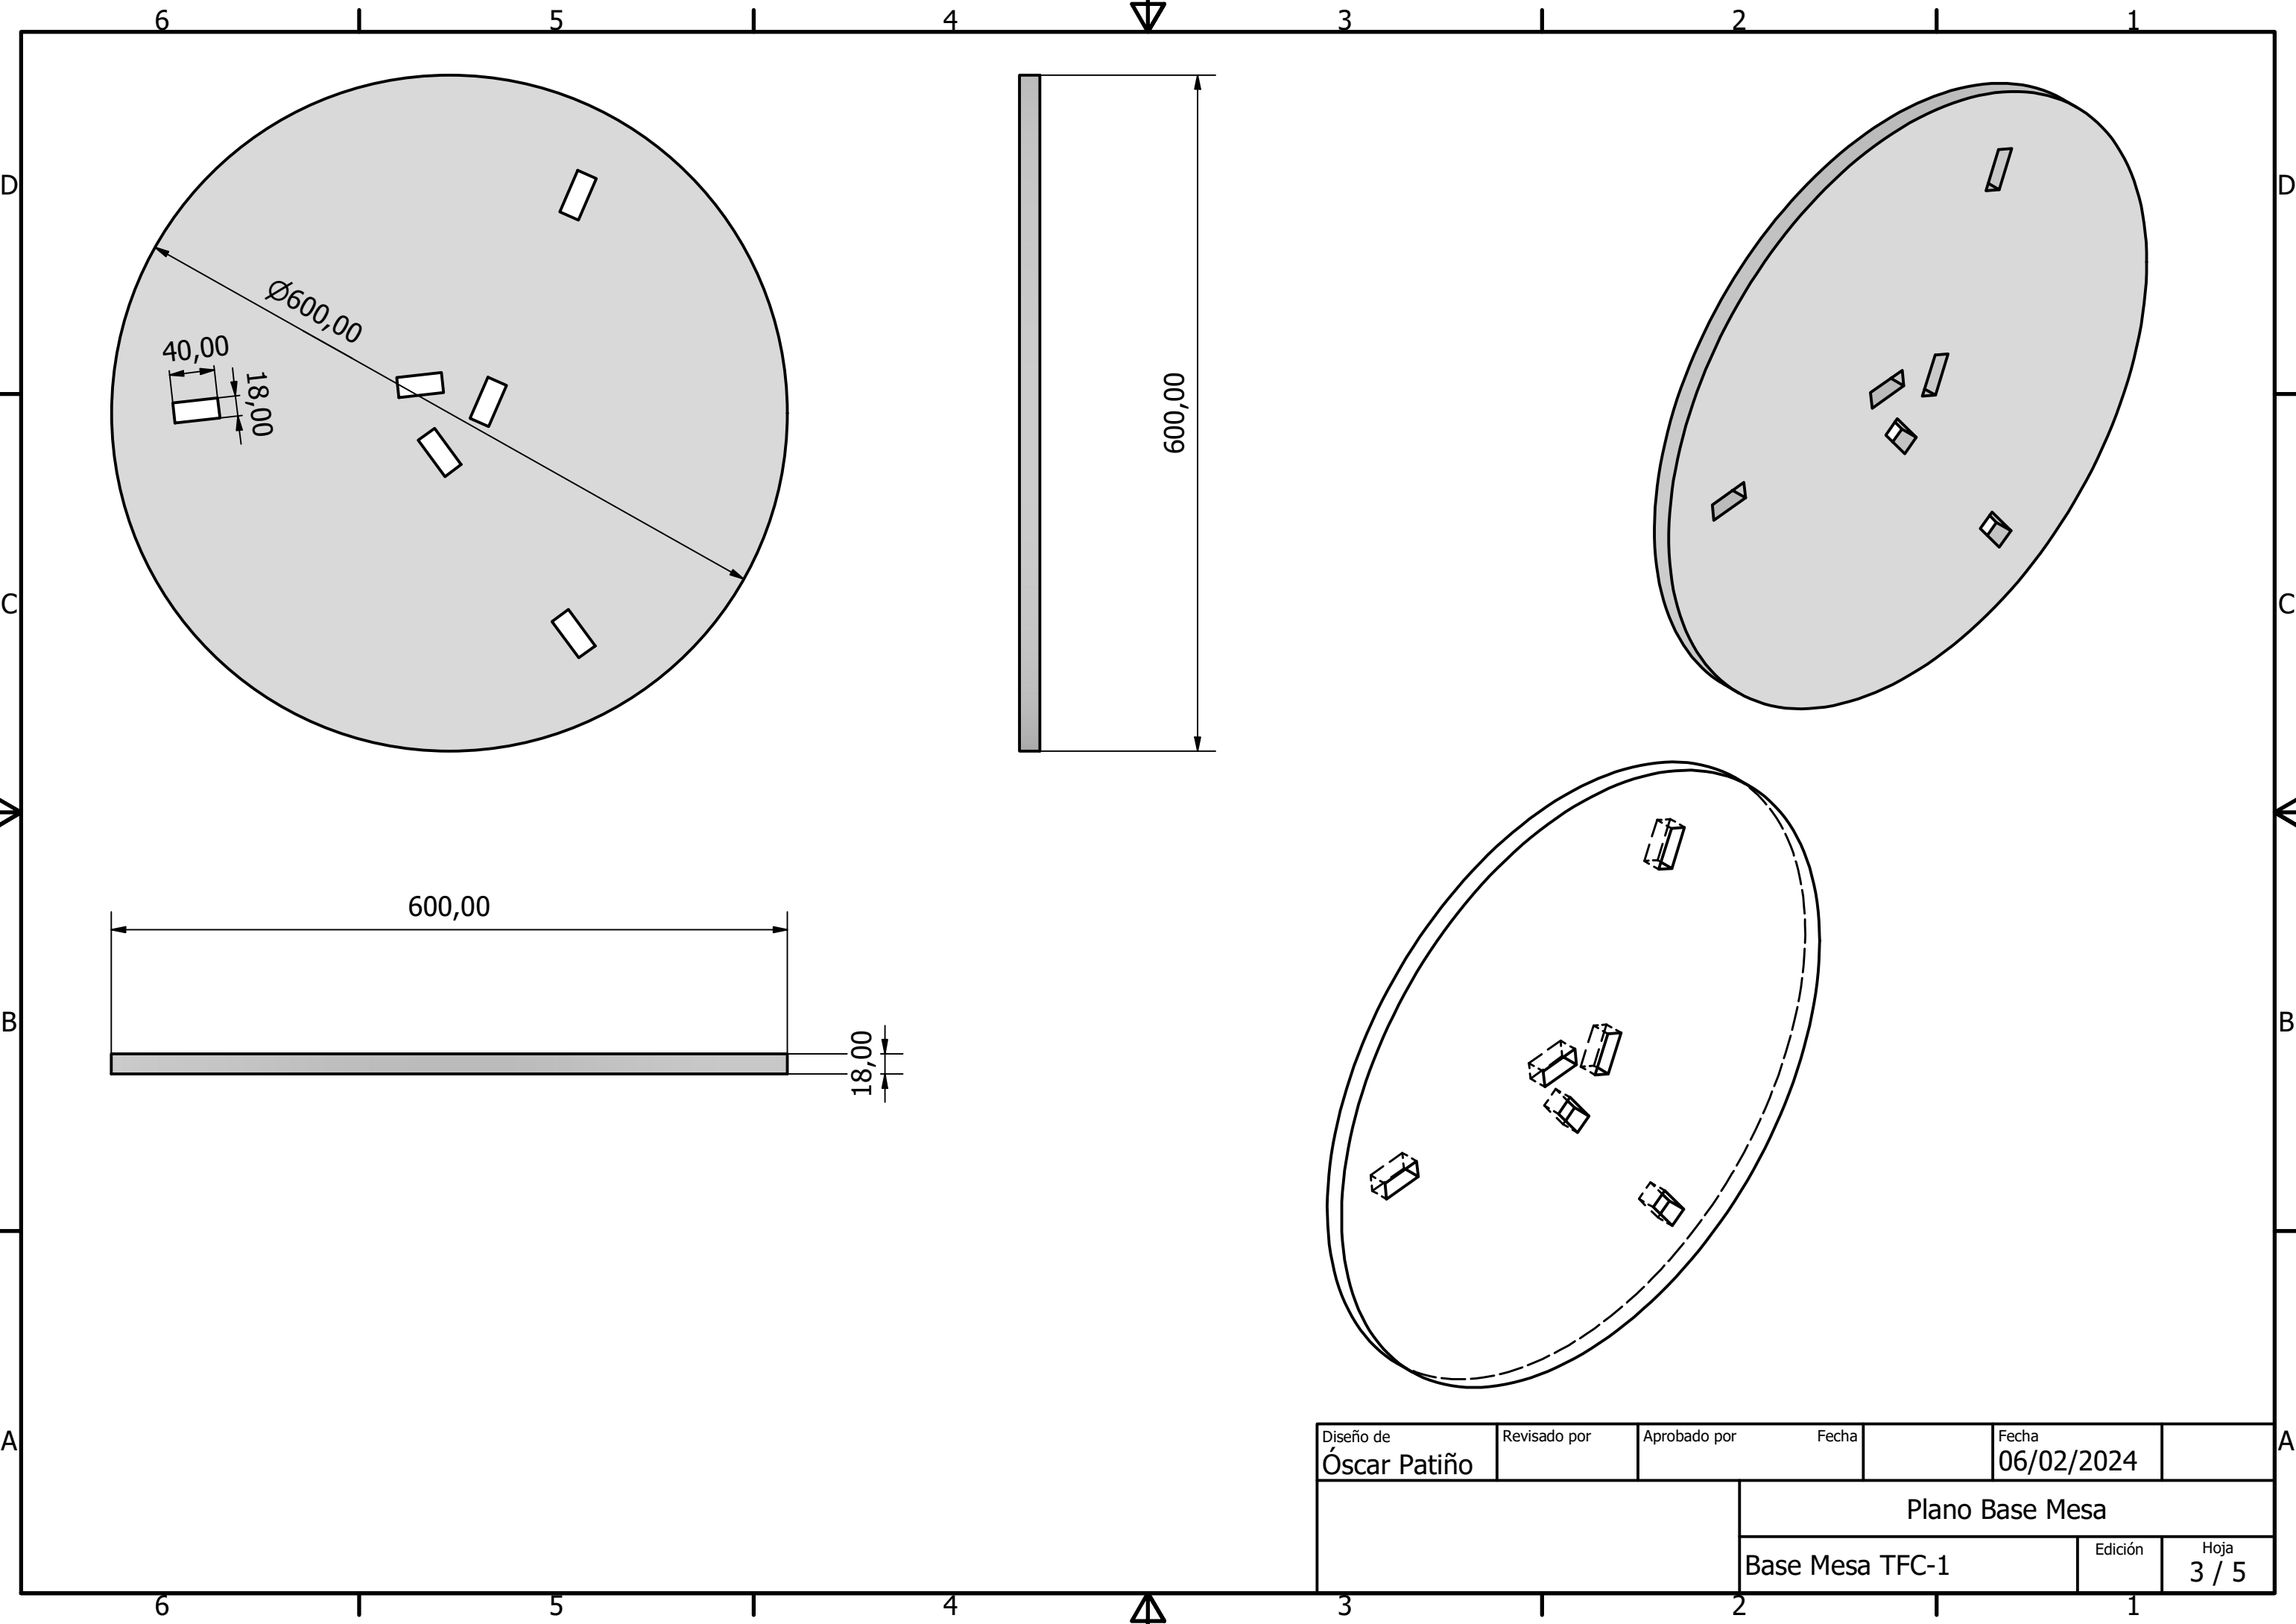 6 5 4 3 2 1
D D
Ø600,00
40,00
18,00
600,00
C C
600,00
18,00
B B
A A
Diseño de
Óscar Patiño
Revisado por
Aprobado por
Fecha
Fecha
06/02/2024
Plano Base Mesa
Base Mesa TFC-1
Edición
Hoja
3 / 5
6 5 4 3 2 1